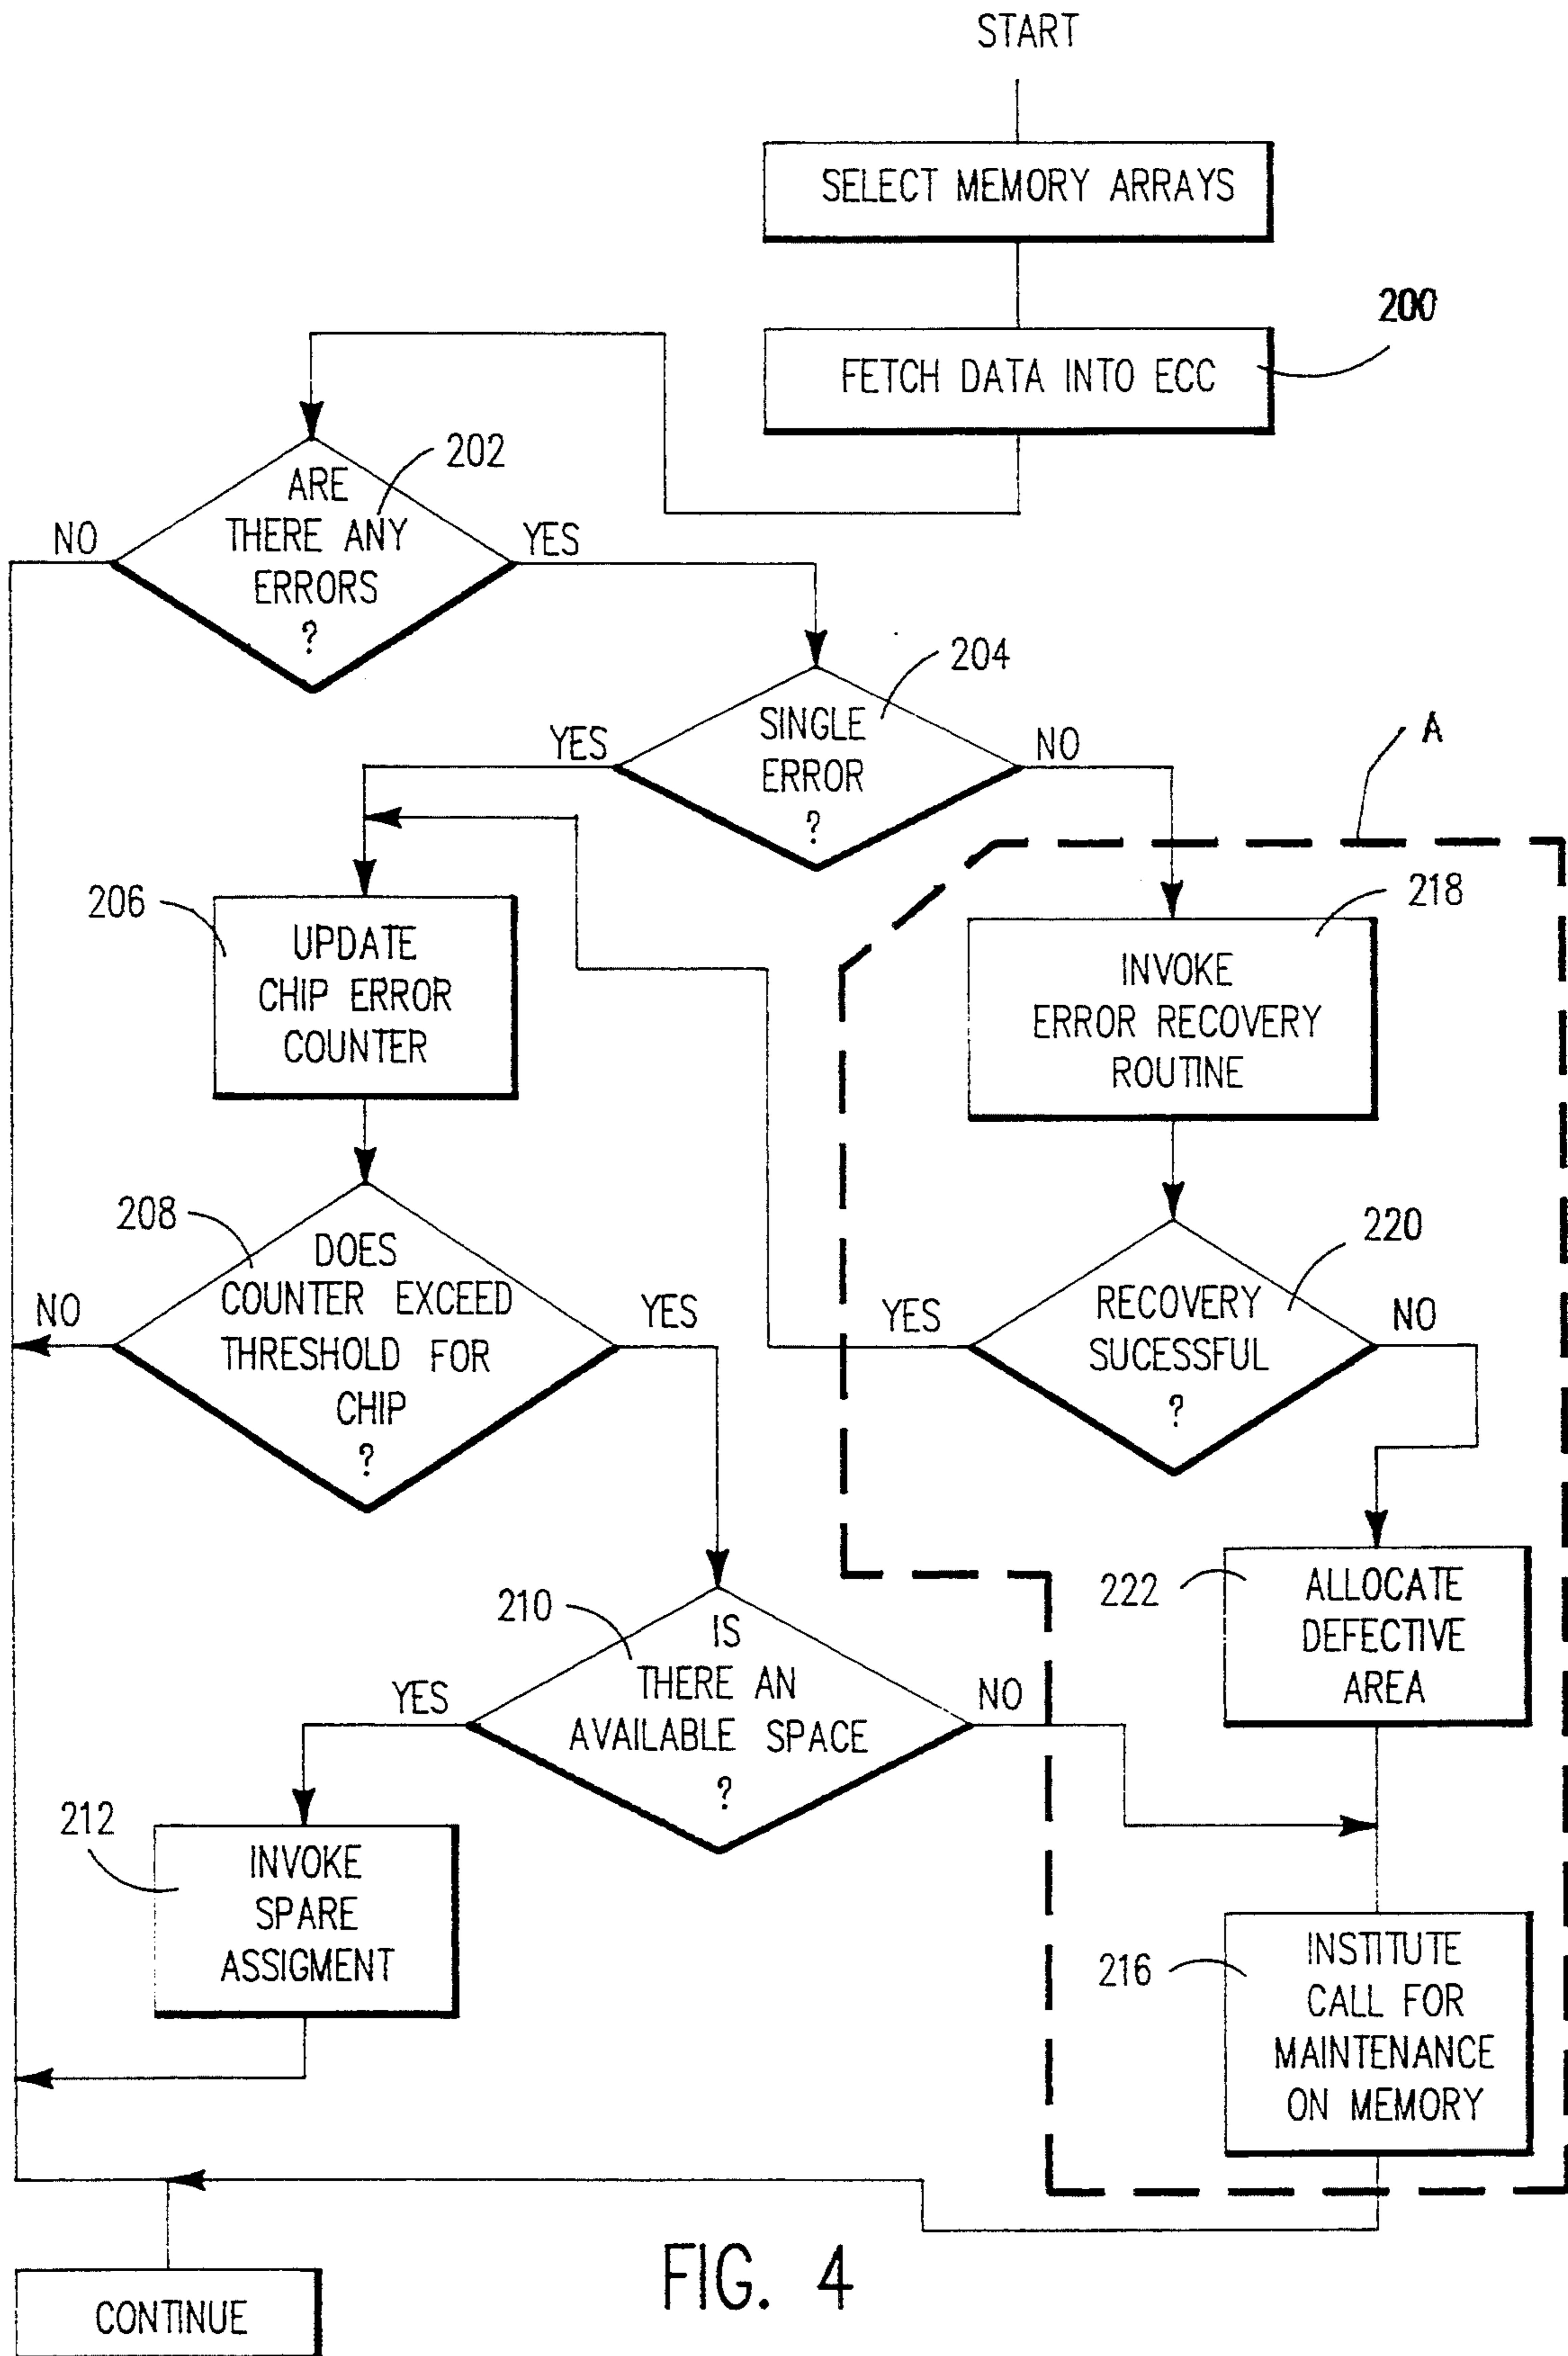 START
SELECT MEMORY ARRAYS
200
FETCH DATA INTO ECC
202
ARE
THERE ANY
ERRORS
?
NO
YES
204
SINGLE
ERROR
?
YES
NO
A
206
UPDATE
CHIP ERROR
COUNTER
218
INVOKE
ERROR RECOVERY
ROUTINE
208
DOES
COUNTER EXCEED
THRESHOLD FOR
CHIP
?
NO
YES
220
RECOVERY
SUCESSFUL
?
YES
NO
210
IS
THERE AN
AVAILABLE SPACE
?
YES
NO
222
ALLOCATE
DEFECTIVE
AREA
212
INVOKE
SPARE
ASSIGMENT
216
INSTITUTE
CALL FOR
MAINTENANCE
ON MEMORY
CONTINUE
FIG. 4